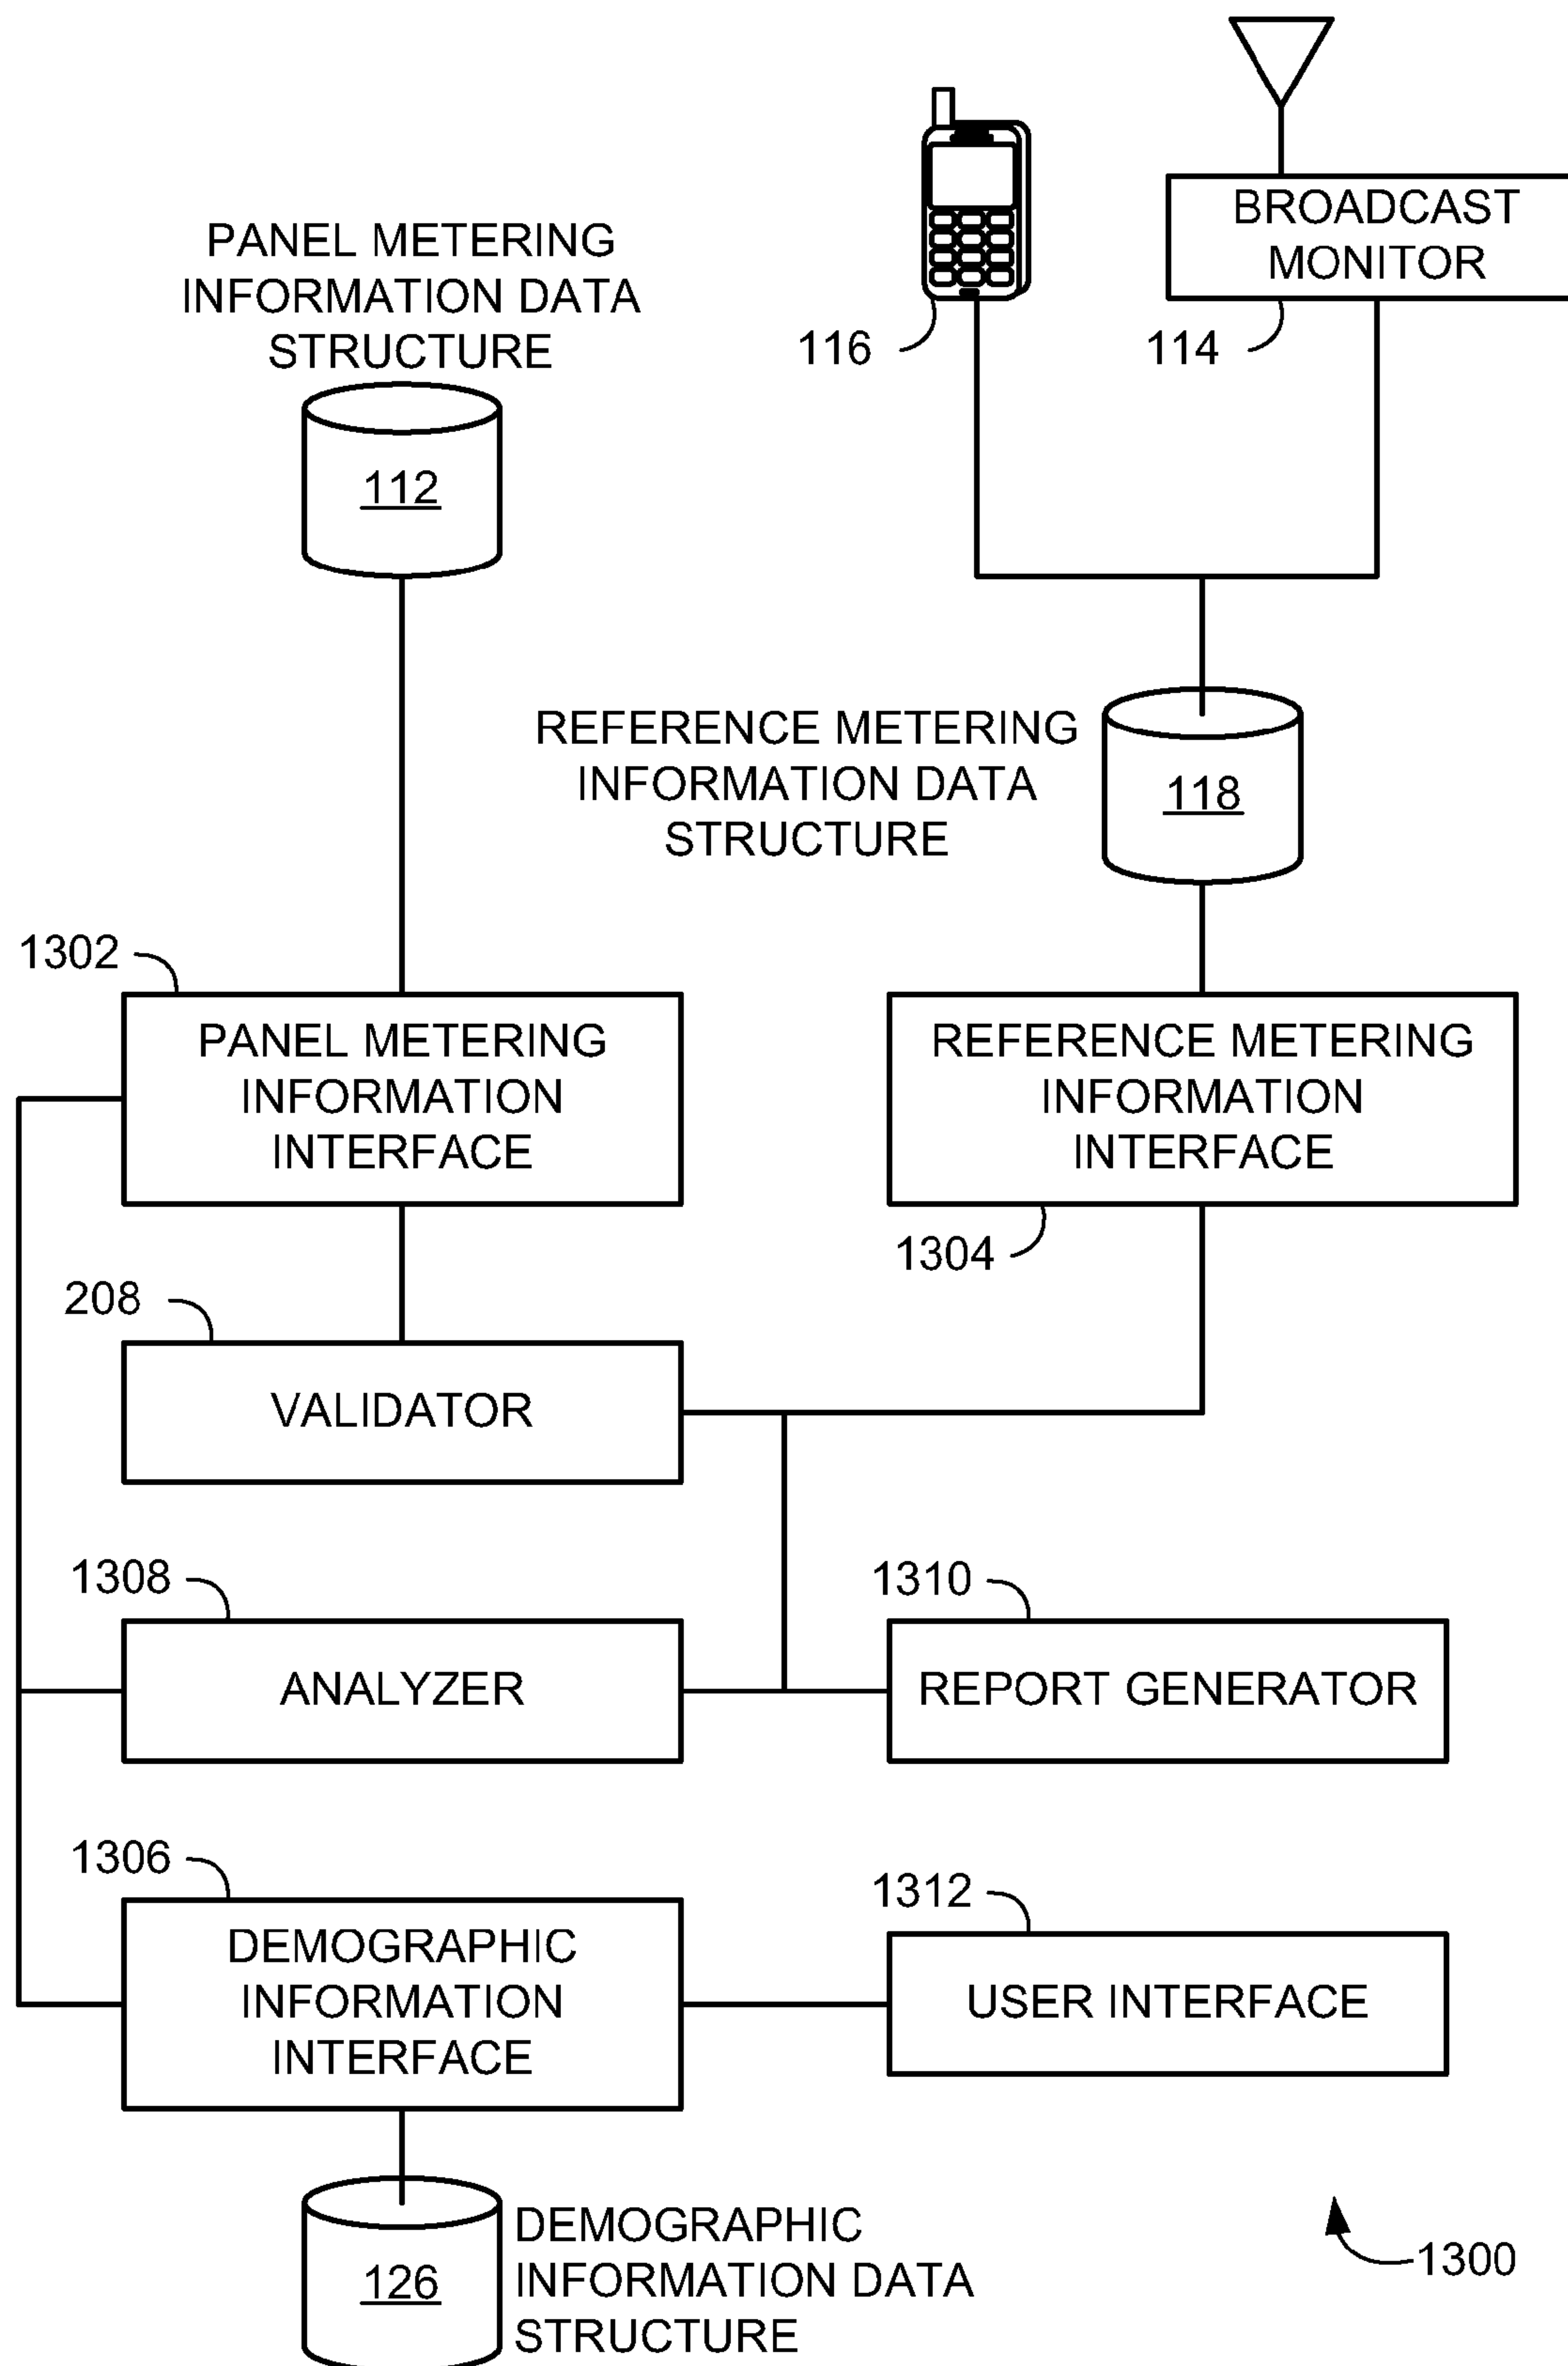 BROADCAST
MONITOR
116
114
PANEL METERING
INFORMATION DATA
STRUCTURE
112
REFERENCE METERING
INFORMATION DATA
STRUCTURE
118
1302
PANEL METERING
INFORMATION
INTERFACE
REFERENCE METERING
INFORMATION
INTERFACE
1304
208
VALIDATOR
1308
ANALYZER
1310
REPORT GENERATOR
1306
DEMOGRAPHIC
INFORMATION
INTERFACE
1312
USER INTERFACE
126
DEMOGRAPHIC
INFORMATION DATA
STRUCTURE
1300